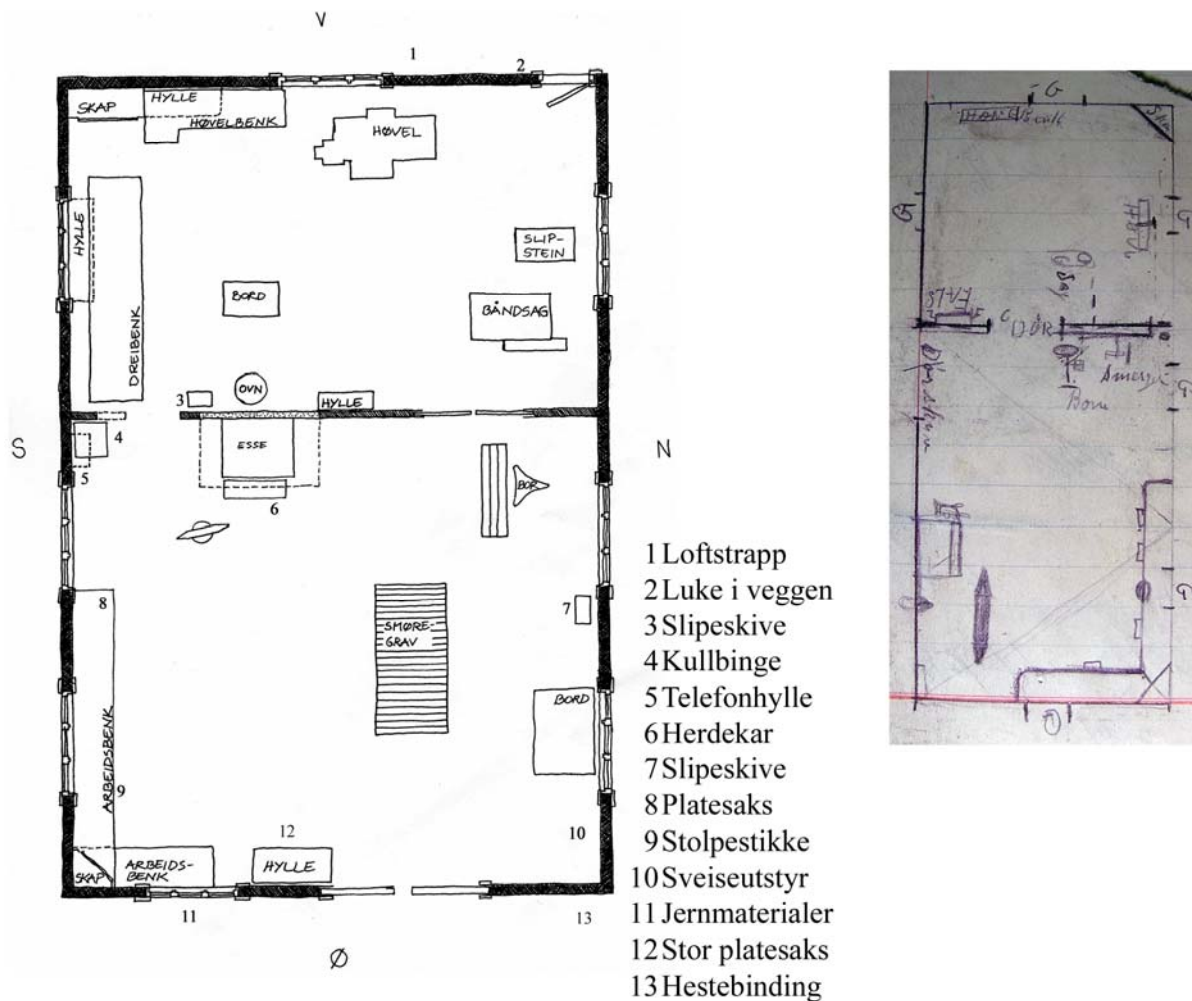 V
1
2
SKAP
HYLLE
HØVELBENK
HØVEL
HYLLE
DREIBENK
SLIP-
STEIN
BORD
BÅNDSAG
OVN
3
HYLLE
4
S
N
5
ESSE
6
BOR
7
8
SMØRE-
GRAV
BORD
ARBEIDSBENK
9
10
12
ARBEIDS-
BENK
HYLLE
SKAP
11
13
Ø
1 Loftstrapp
2 Luke i veggen
3 Slipeskive
4 Kullbinge
5 Telefonhylle
6 Herdekar
7 Slipeskive
8 Platesaks
9 Stolpestikke
10 Sveiseutstyr
11 Jernmaterialer
12 Stor platesaks
13 Hestebinding
G
G
G
Sag
DØR
G
Smergel
Bor
G